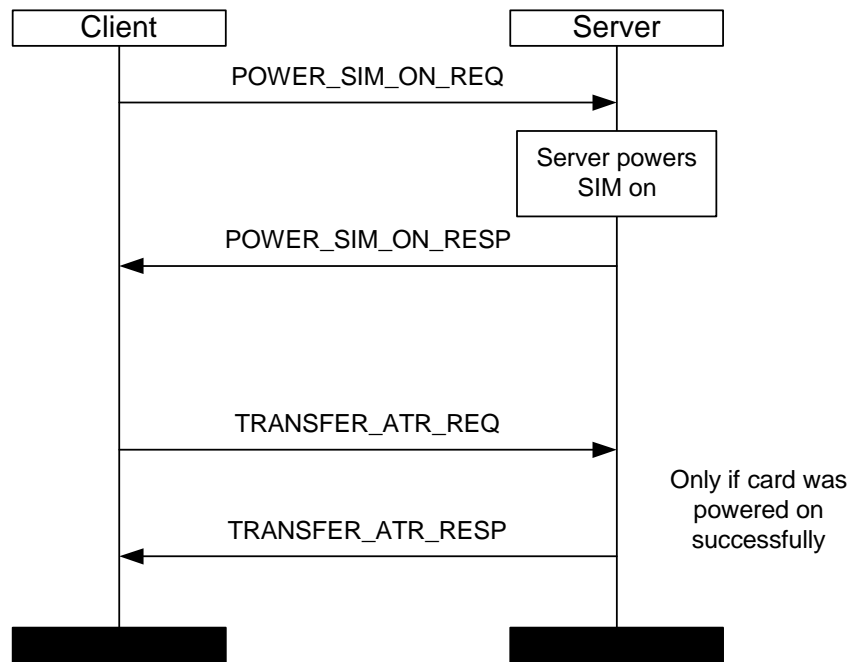 Client
Server
POWER_SIM_ON_REQ
Server powers
SIM on
POWER_SIM_ON_RESP
TRANSFER_ATR_REQ
Only if card was
powered on
successfully
TRANSFER_ATR_RESP